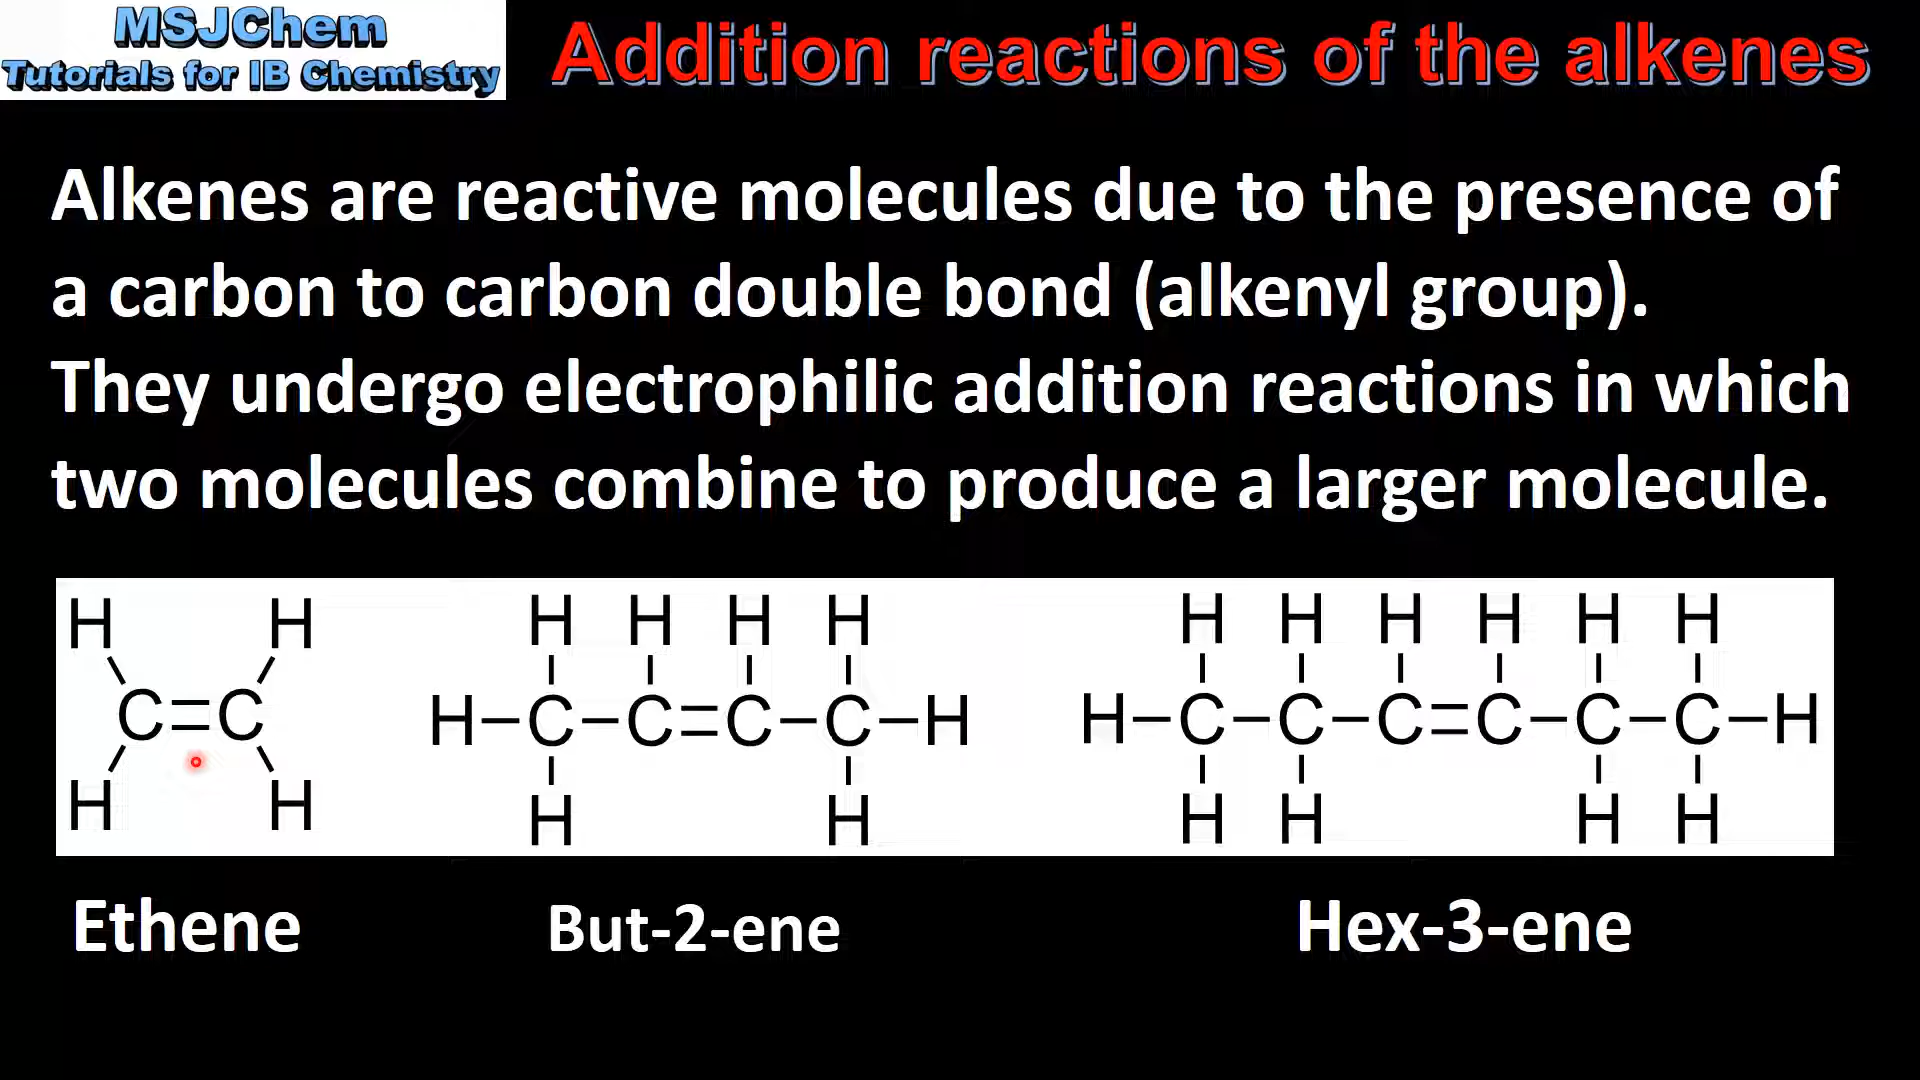 MSJChem
Tutorials for IB Chemistry
Addition reactions of the alkenes
Alkenes are reactive molecules due to the presence of
a carbon to carbon double bond (alkenyl group).
They undergo electrophilic addition reactions in which
two molecules combine to produce a larger molecule.
H H
C=C
H H
H H H H
H–C–C=C–C–H
H H
H H H H H H
H–C–C–C=C–C–C–H
H H H H
Ethene
But-2-ene
Hex-3-ene